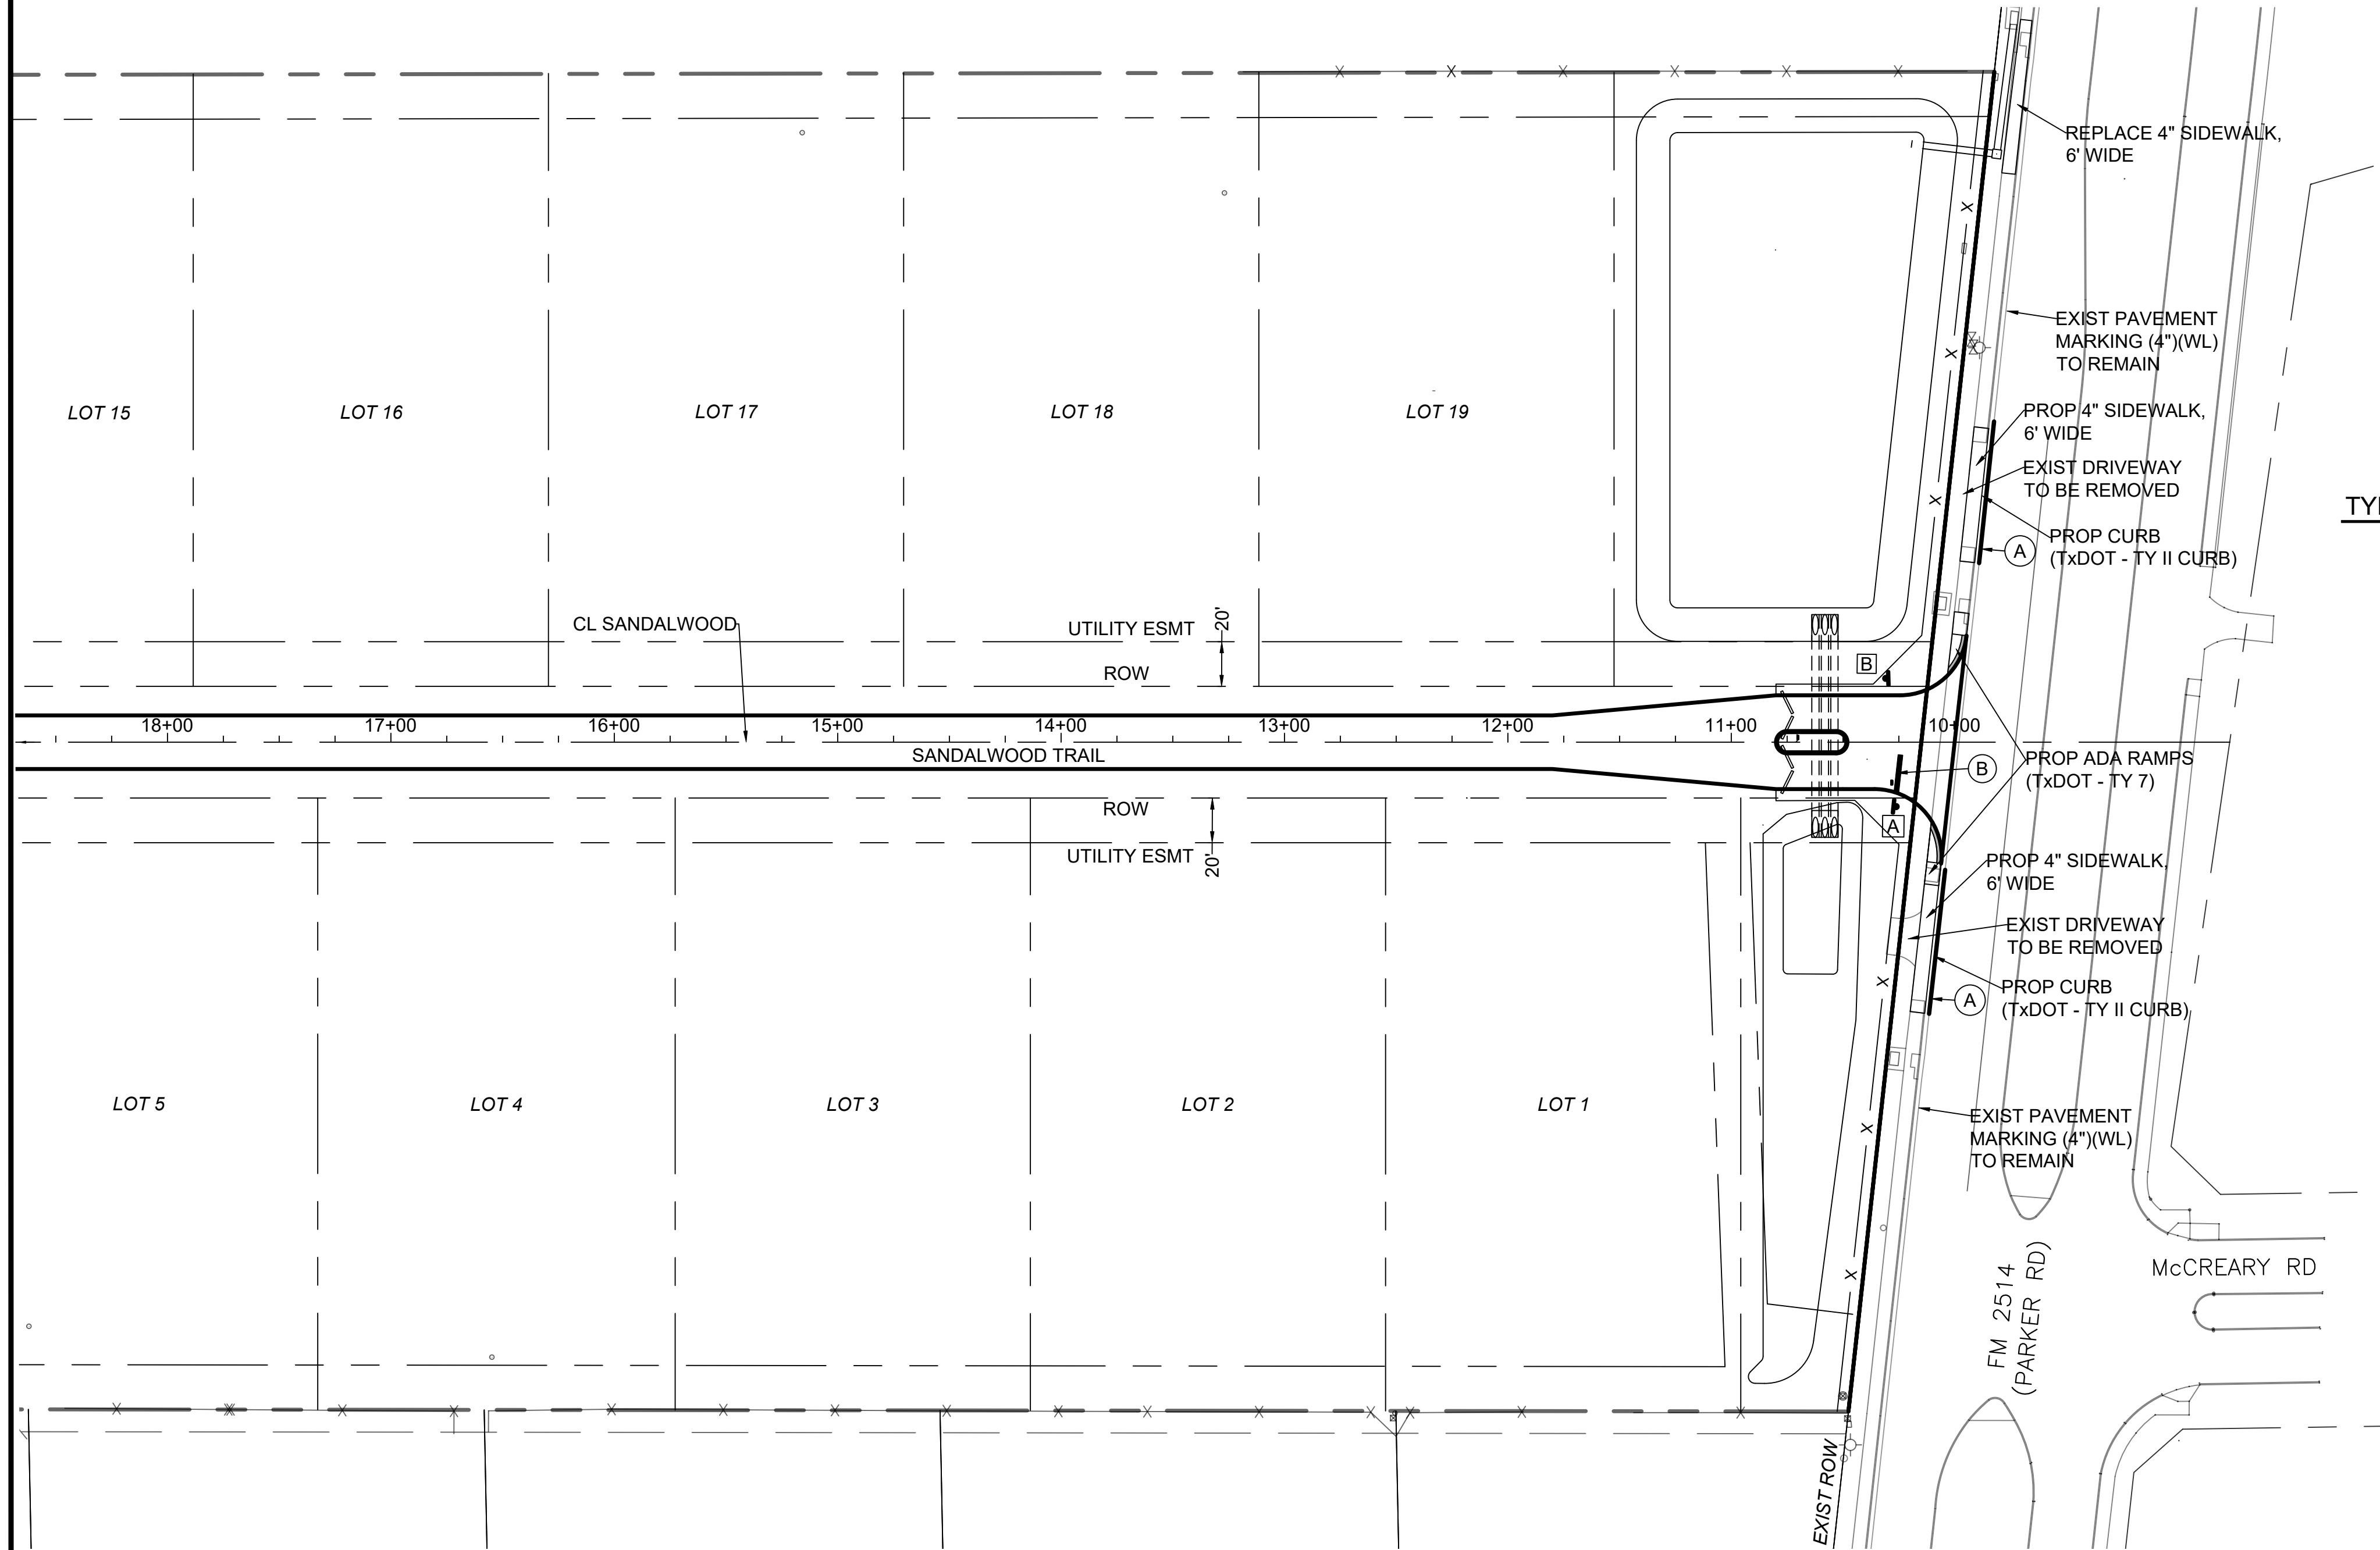 REPLACE 4" SIDEWALK,
6' WIDE
EXIST PAVEMENT
MARKING (4")(WL)
TO REMAIN
LOT 15
LOT 16
LOT 17
LOT 18
LOT 19
PROP 4" SIDEWALK,
6' WIDE
EXIST DRIVEWAY
TO BE REMOVED
PROP CURB
(TxDOT - TY II CURB)
A
CL SANDALWOOD
UTILITY ESMT
20'
ROW
B
18+00
17+00
16+00
15+00
14+00
13+00
12+00
11+00
10+00
SANDALWOOD TRAIL
B
PROP ADA RAMPS
(TxDOT - TY 7)
ROW
A
UTILITY ESMT
20'
PROP 4" SIDEWALK,
6' WIDE
EXIST DRIVEWAY
TO BE REMOVED
PROP CURB
(TxDOT - TY II CURB)
A
LOT 5
LOT 4
LOT 3
LOT 2
LOT 1
EXIST PAVEMENT
MARKING (4")(WL)
TO REMAIN
McCREARY RD
FM 2514
(PARKER RD)
EXIST ROW